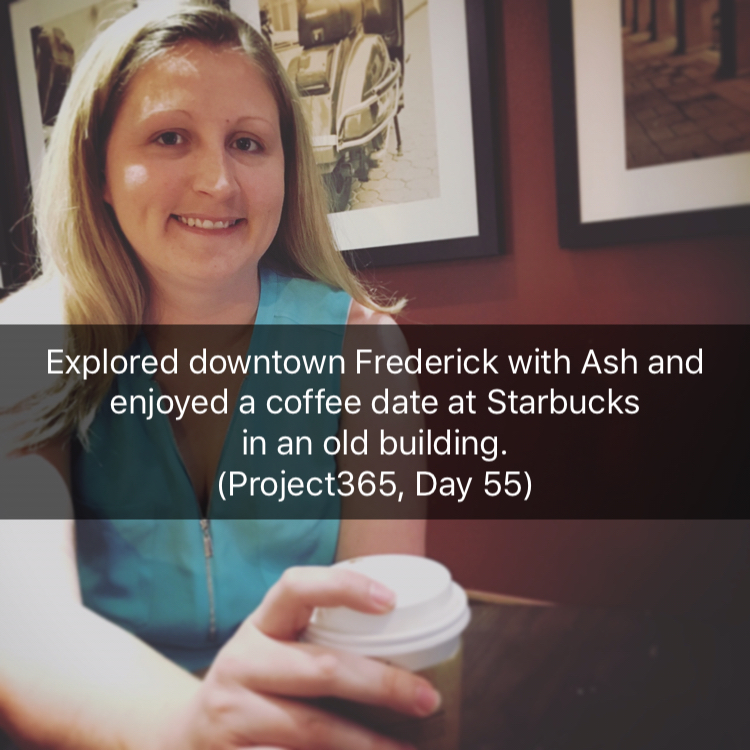 Explored downtown Frederick with Ash and
enjoyed a coffee date at Starbucks
in an old building.
(Project365, Day 55)